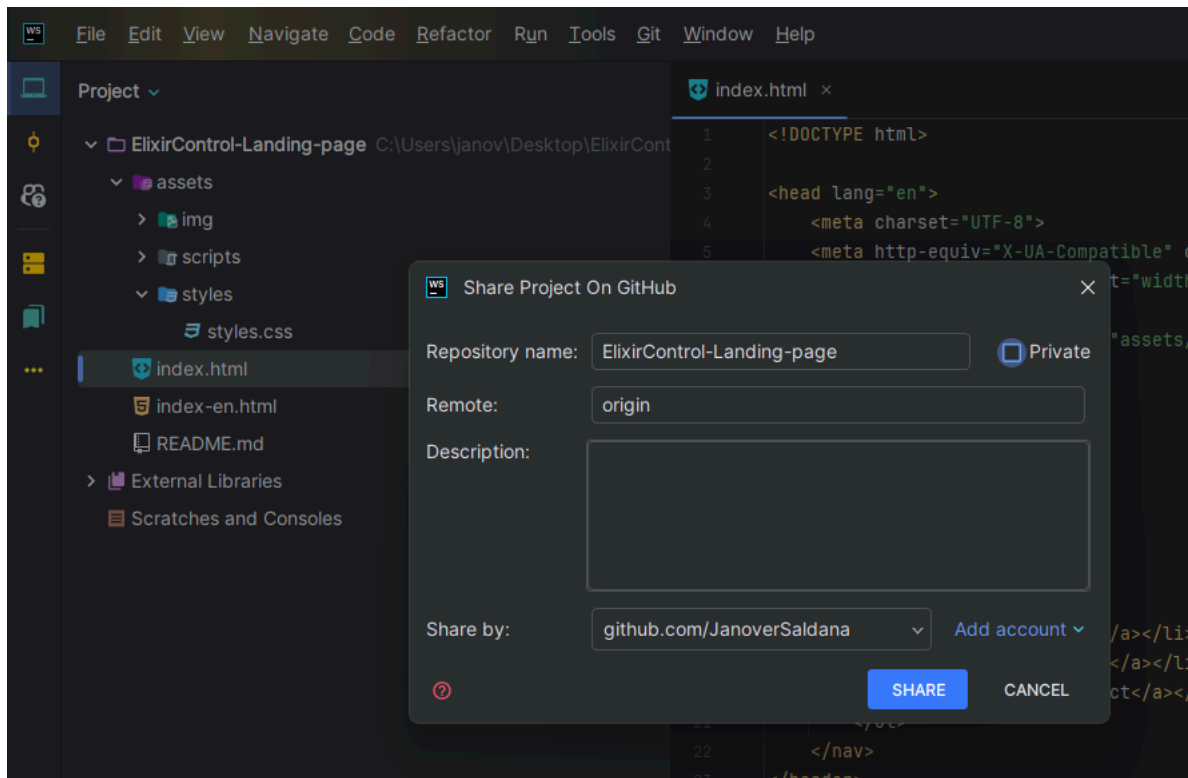 WS
File Edit View Navigate Code Refactor Run Tools Git Window Help
Project
index.html ×
ElixirControl-Landing-page C:\Users\janov\Desktop\ElixirCont
assets
img
scripts
styles
styles.css
index.html
index-en.html
README.md
External Libraries
Scratches and Consoles
1 <!DOCTYPE html>
2
3 <head lang="en">
4 <meta charset="UTF-8">
5 <meta http-equiv="X-UA-Compatible"
t="widt
"assets/
WS Share Project On GitHub
Repository name: ElixirControl-Landing-page Private
Remote: origin
Description:
Share by: github.com/JanoverSaldana Add account
SHARE CANCEL
/a></li>
</a></l
ct</a></
21
22 </nav>